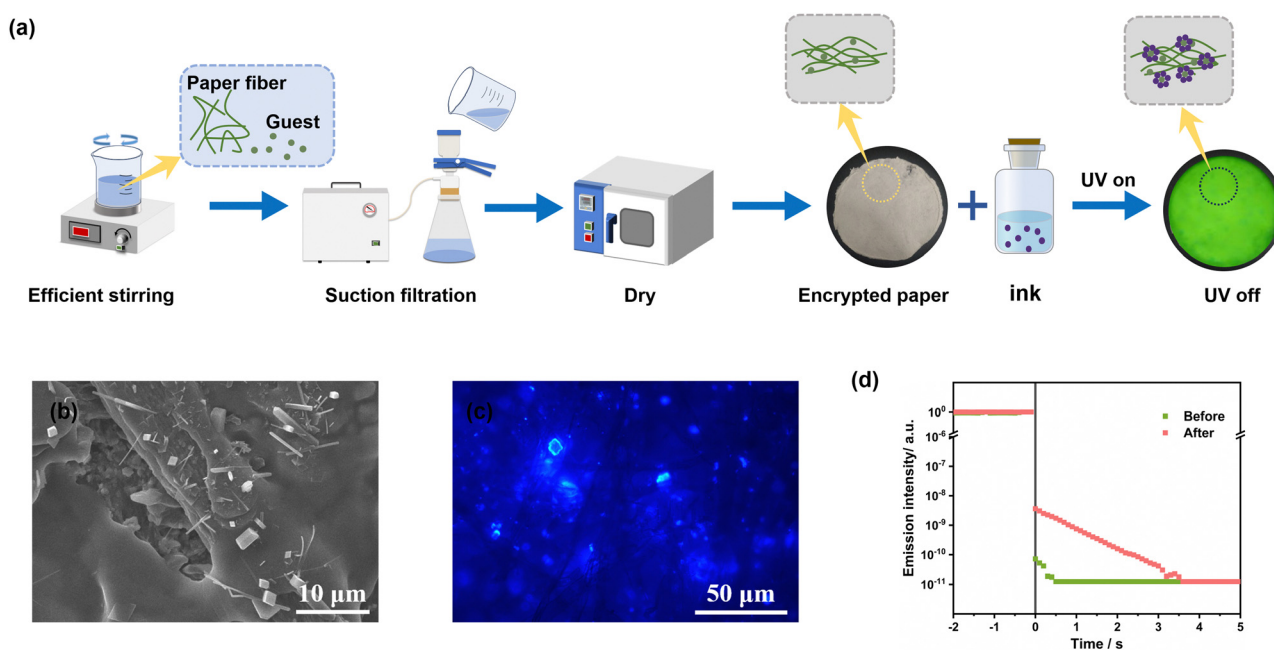 (a)
Paper fiber
Guest
UV on
Efficient stirring
Suction filtration
Dry
Encrypted paper
ink
UV off
(b)
10 μm
(c)
50 μm
(d)
Emission intensity/ a.u.
10⁰
10⁻⁶
10⁻⁷
10⁻⁸
10⁻⁹
10⁻¹⁰
10⁻¹¹
Before
After
-2 -1 0 1 2 3 4 5
Time / s